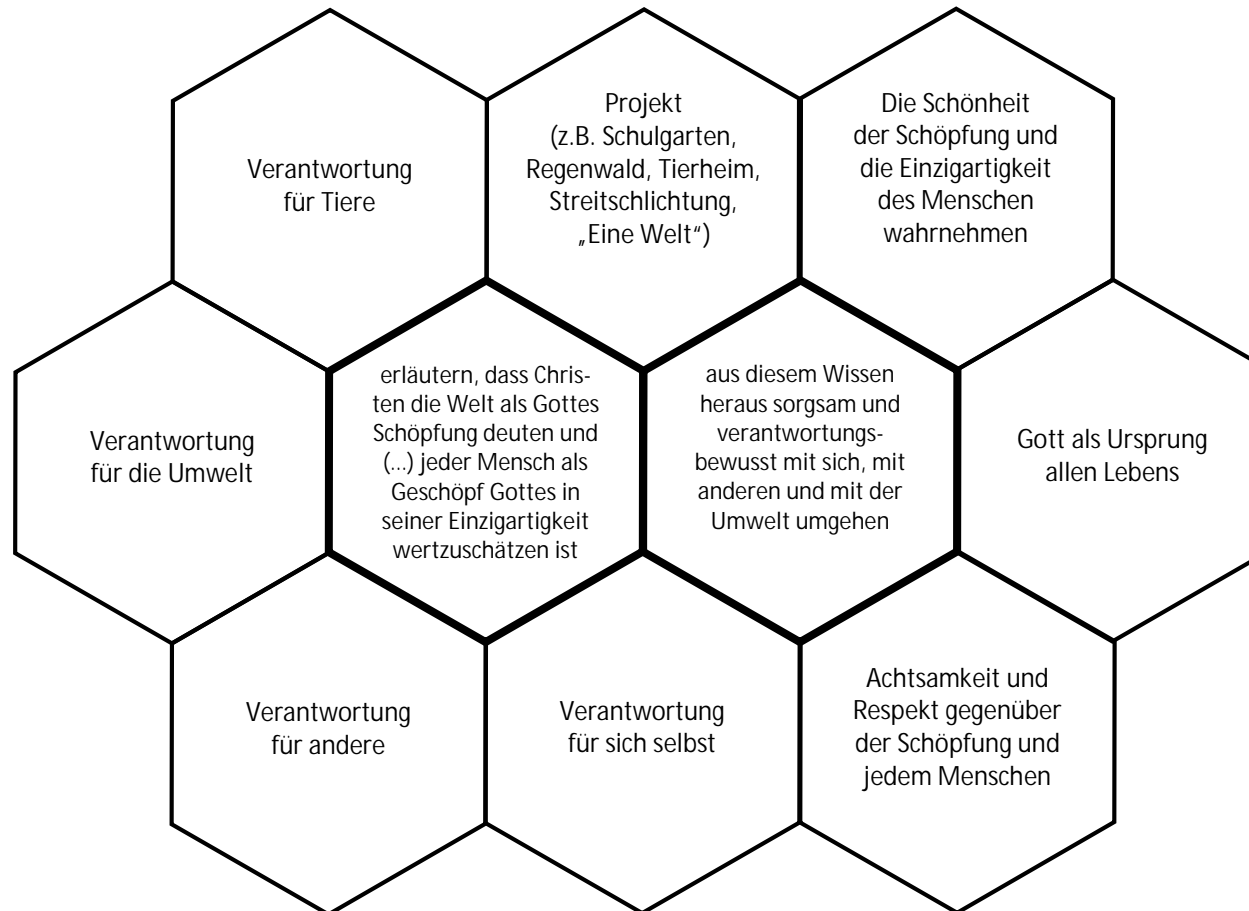 Verantwortung
für Tiere
Projekt
(z.B. Schulgarten,
Regenwald, Tierheim,
Streitschlichtung,
„Eine Welt“)
Die Schönheit
der Schöpfung und
die Einzigartigkeit
des Menschen
wahrnehmen
Verantwortung
für die Umwelt
erläutern, dass Chris-
ten die Welt als Gottes
Schöpfung deuten und
(...) jeder Mensch als
Geschöpf Gottes in
seiner Einzigartigkeit
wertzuschätzen ist
aus diesem Wissen
heraus sorgsam und
verantwortungs-
bewusst mit sich, mit
anderen und mit der
Umwelt umgehen
Gott als Ursprung
allen Lebens
Verantwortung
für andere
Verantwortung
für sich selbst
Achtsamkeit und
Respekt gegenüber
der Schöpfung und
jedem Menschen